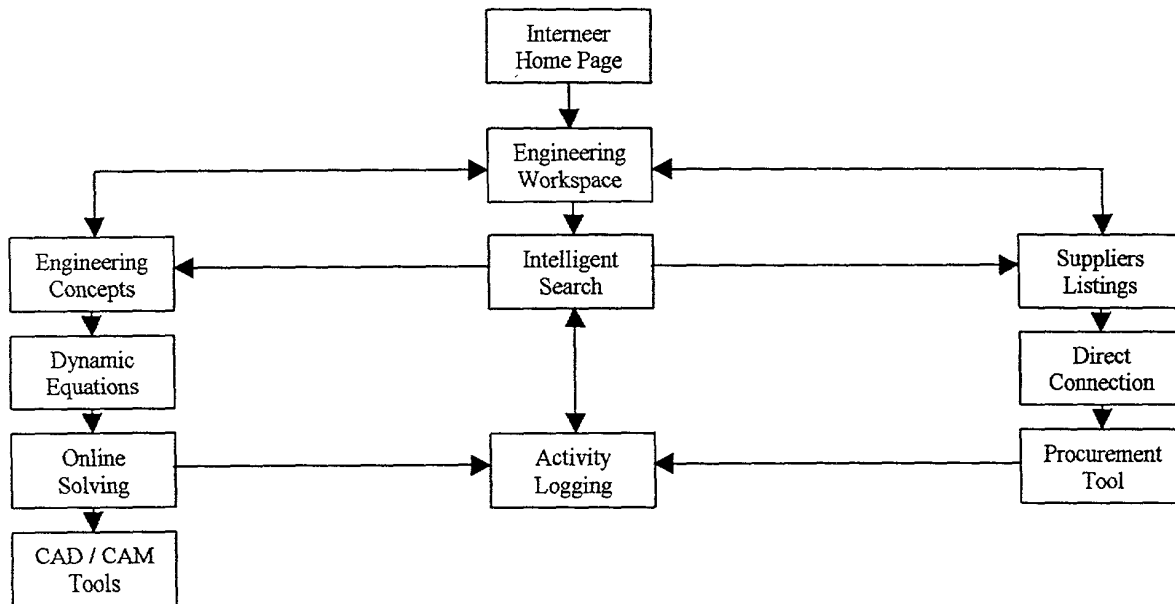 Interneer
Home Page
Engineering
Workspace
Engineering
Concepts
Intelligent
Search
Suppliers
Listings
Dynamic
Equations
Direct
Connection
Online
Solving
Activity
Logging
Procurement
Tool
CAD / CAM
Tools